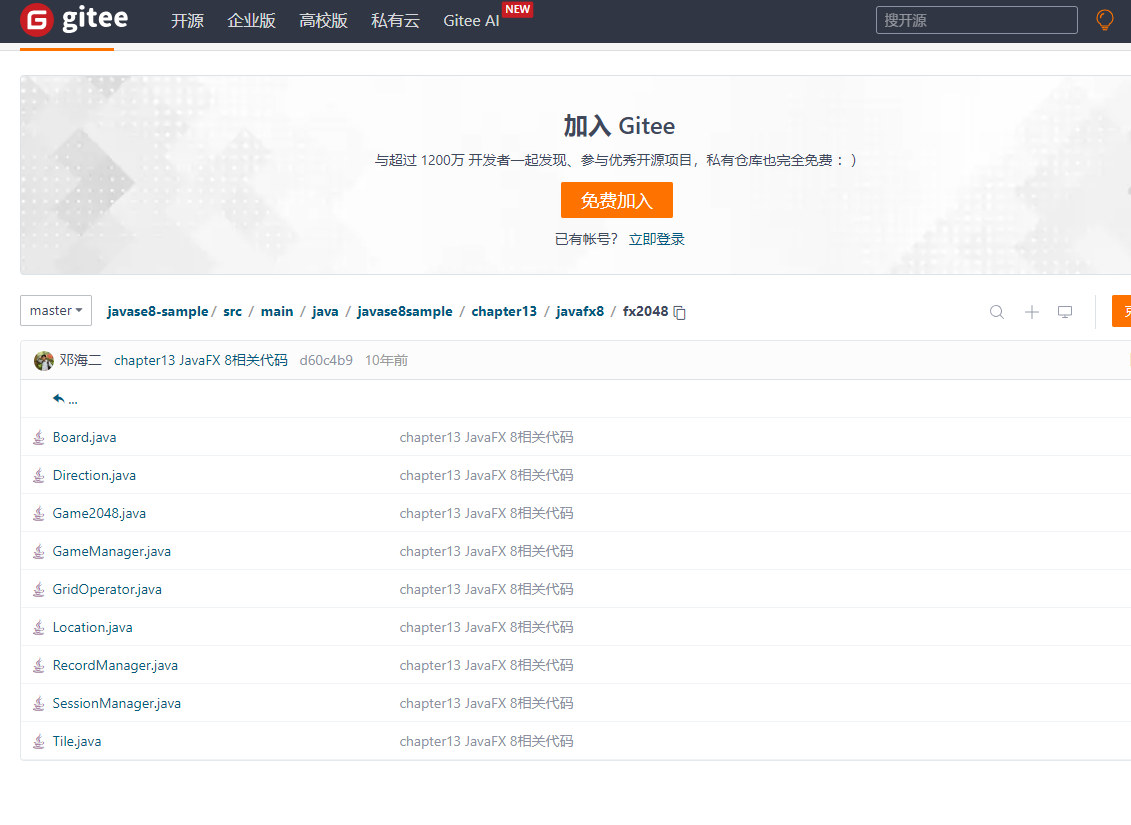 gitee 开源 企业版 高校版 私有云 Gitee AI NEW 搜开源
加入 Gitee
与超过 1200万 开发者一起发现、参与优秀开源项目，私有仓库也完全免费 ：）
免费加入
已有帐号？ 立即登录
master javase8-sample / src / main / java / javase8sample / chapter13 / javafx8 / fx2048
邓海二 chapter13 JavaFX 8相关代码 d60c4b9 10年前
...
Board.java chapter13 JavaFX 8相关代码
Direction.java chapter13 JavaFX 8相关代码
Game2048.java chapter13 JavaFX 8相关代码
GameManager.java chapter13 JavaFX 8相关代码
GridOperator.java chapter13 JavaFX 8相关代码
Location.java chapter13 JavaFX 8相关代码
RecordManager.java chapter13 JavaFX 8相关代码
SessionManager.java chapter13 JavaFX 8相关代码
Tile.java chapter13 JavaFX 8相关代码